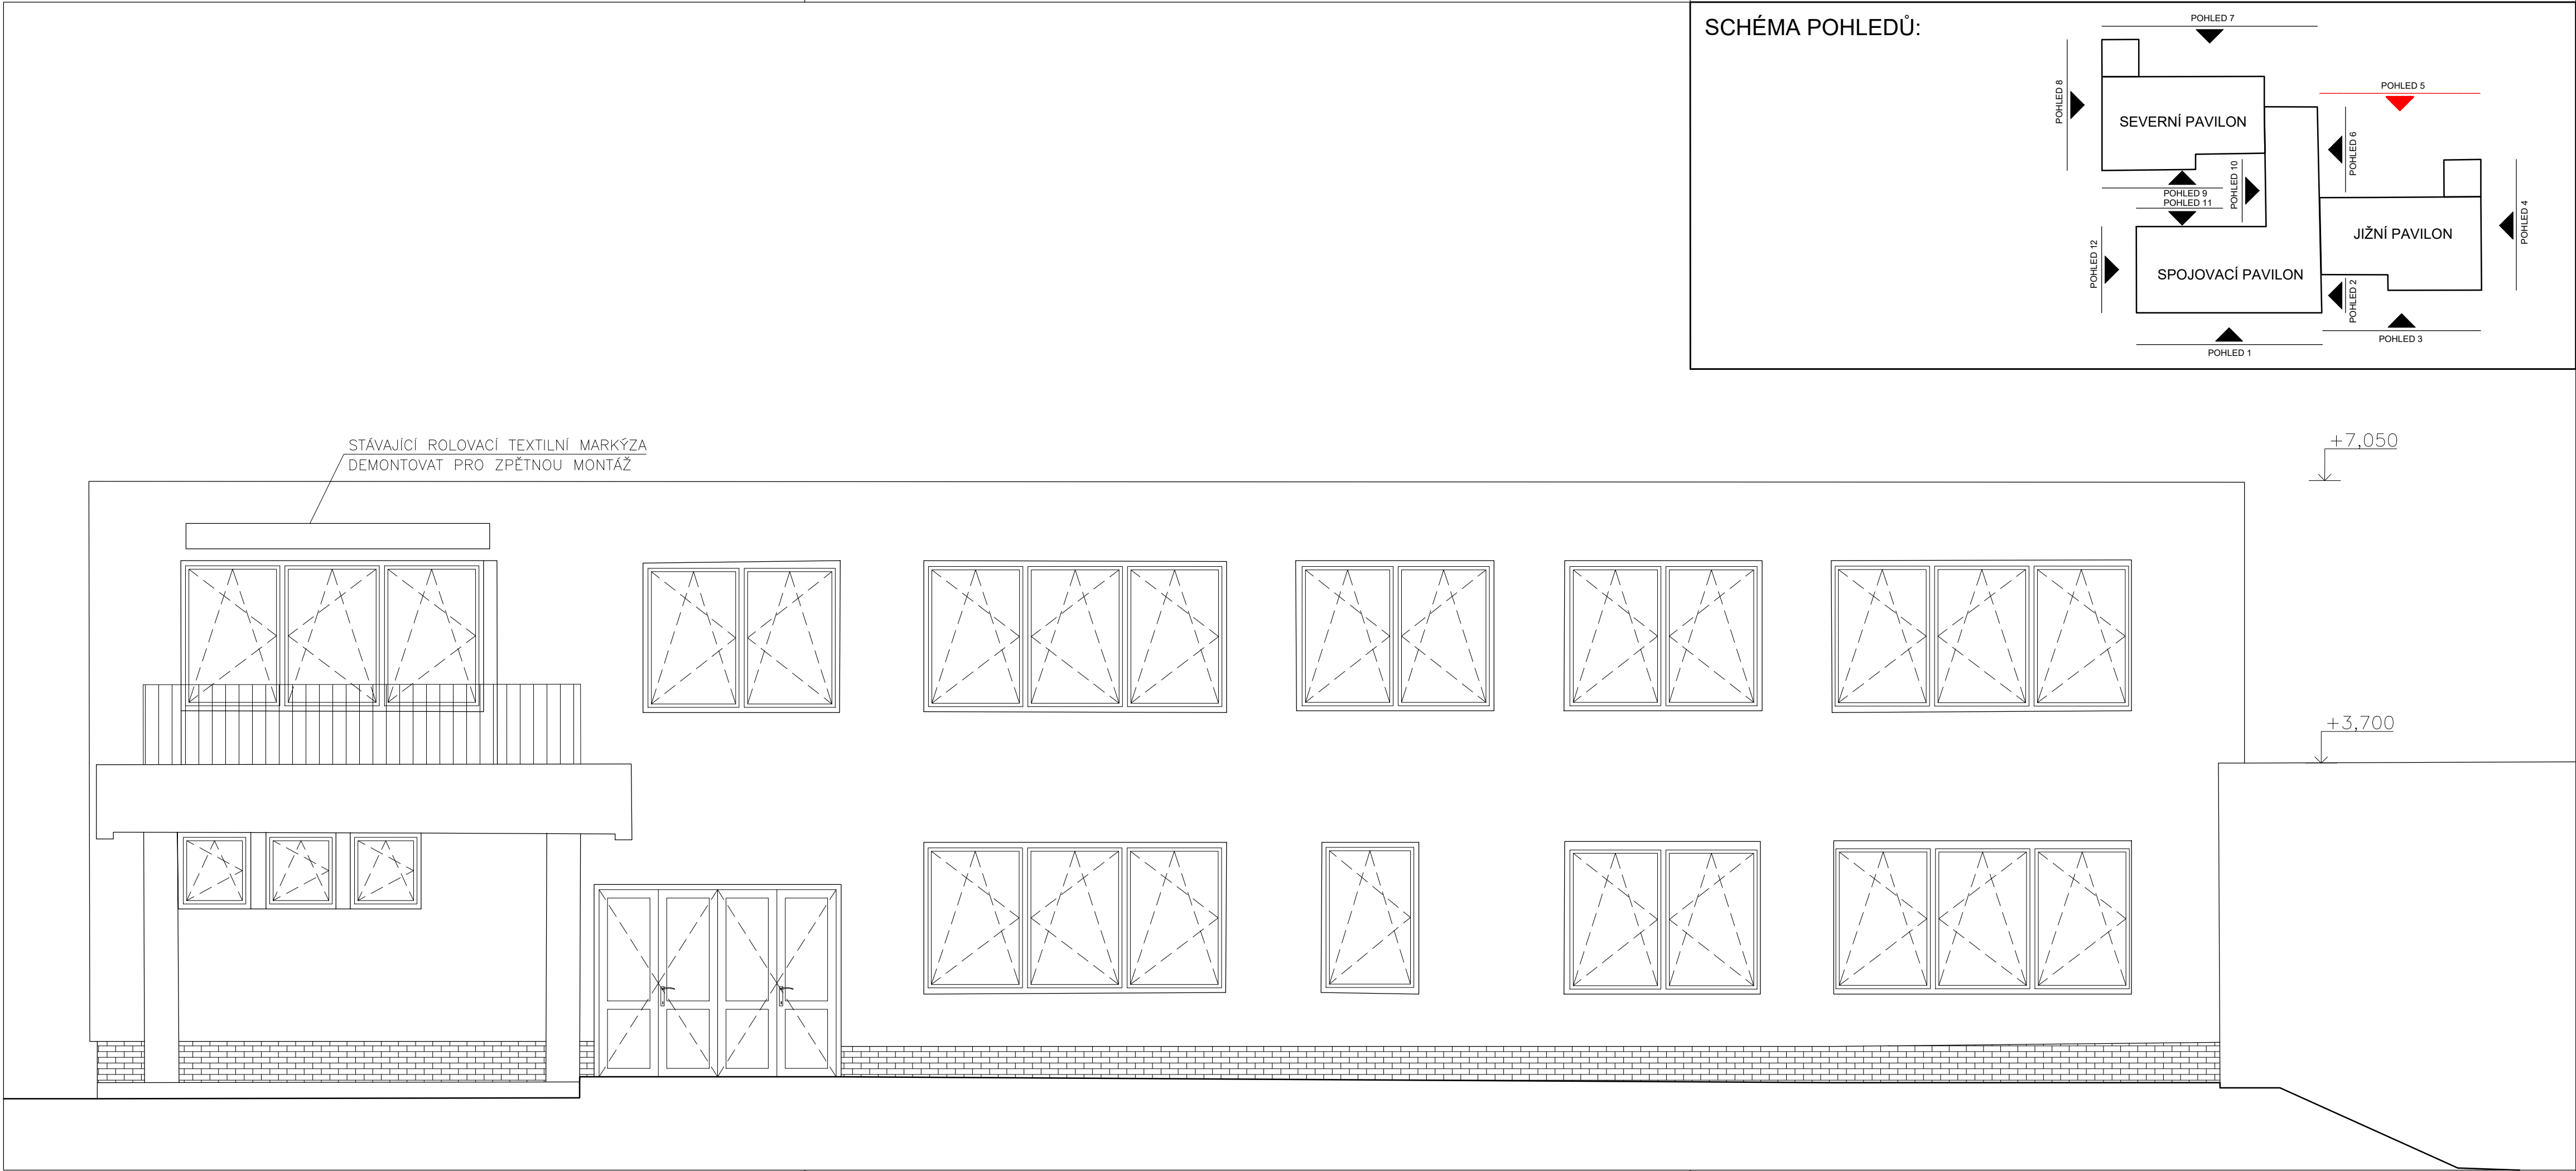 SCHÉMA POHLEDŮ:
POHLED 7
POHLED 8
POHLED 5
SEVERNÍ PAVILON
POHLED 6
POHLED 10
POHLED 9
POHLED 11
POHLED 4
JIŽNÍ PAVILON
POHLED 12
SPOJOVACÍ PAVILON
POHLED 2
POHLED 3
POHLED 1
STÁVAJÍCÍ ROLOVACÍ TEXTILNÍ MARKÝZA
DEMONTOVAT PRO ZPĚTNOU MONTÁŽ
+7,050
+3,700